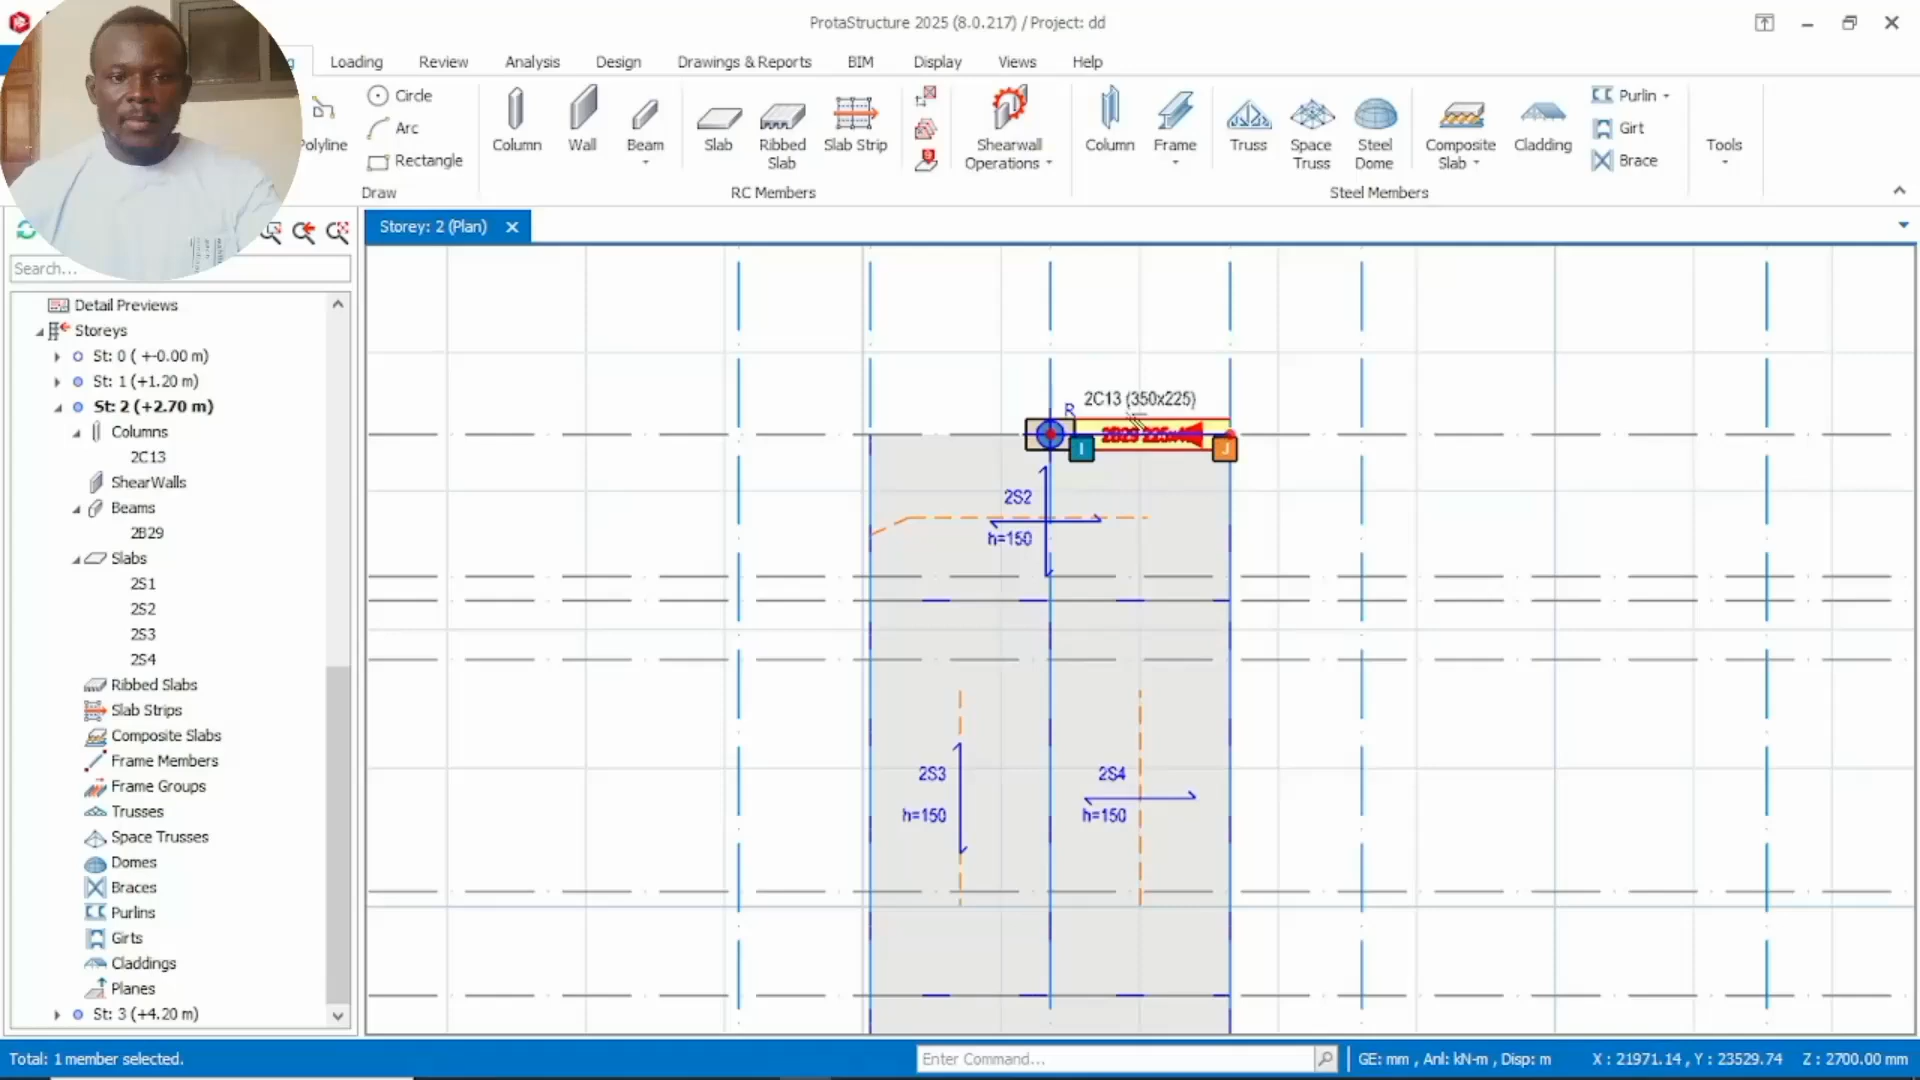 ProtaStructure 2025 (8.0.217) / Project: dd
Loading Review Analysis Design Drawings & Reports BIM Display Views Help
Polyline
Circle
Arc
Rectangle
Draw
Column
Wall
Beam
Slab
Ribbed
Slab
Slab Strip
Shearwall
Operations
RC Members
Column
Frame
Truss
Space
Truss
Steel
Dome
Composite
Slab
Cladding
Purlin
Girt
Brace
Steel Members
Tools
Search...
Detail Previews
Storeys
St: 0 ( +-0.00 m)
St: 1 (+1.20 m)
St: 2 (+2.70 m)
Columns
2C13
ShearWalls
Beams
2B29
Slabs
2S1
2S2
2S3
2S4
Ribbed Slabs
Slab Strips
Composite Slabs
Frame Members
Frame Groups
Trusses
Space Trusses
Domes
Braces
Purlins
Girts
Claddings
Planes
St: 3 (+4.20 m)
Storey: 2 (Plan)
2C13 (350x225)
R
2B29
I
J
2S2
h=150
2S3
h=150
2S4
h=150
Total: 1 member selected.
Enter Command...
GE: mm , Anl: kN-m , Disp: m
X : 21971.14 , Y : 23529.74
Z : 2700.00 mm